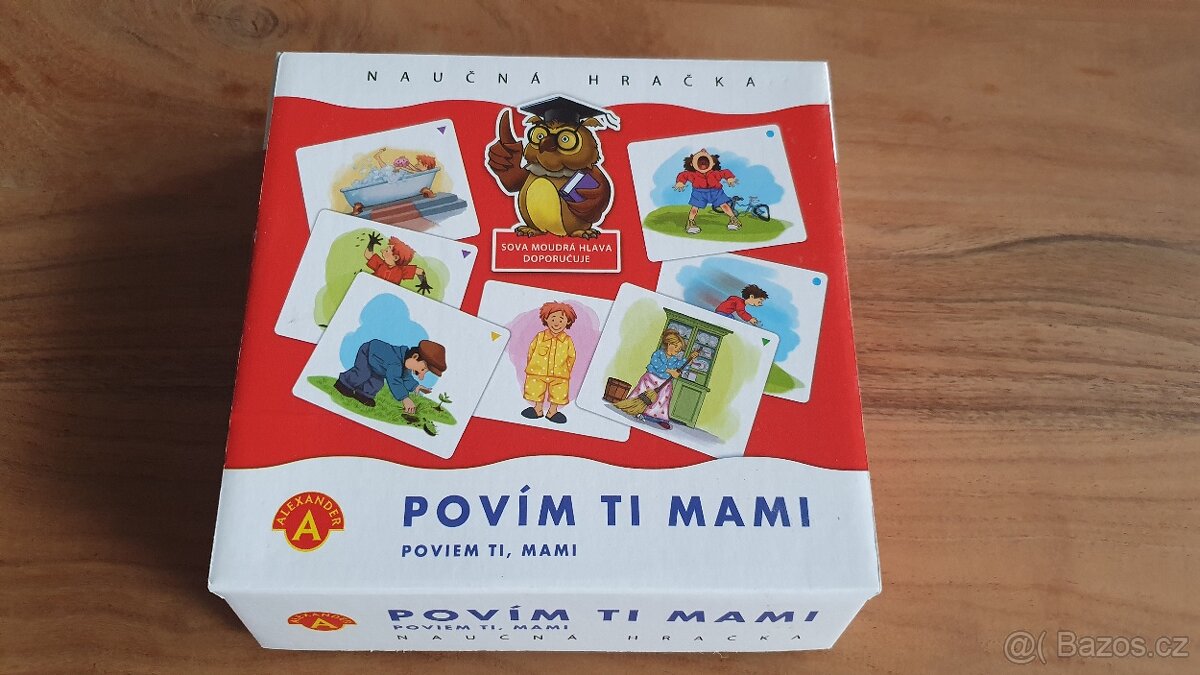 NAUČNÁ HRAČKA
SOVA MOUDRÁ HLAVA
DOPORUČUJE
ALEXANDER
A
POVÍM TI MAMI
POVIEM TI, MAMI
ALEXANDER
A
POVÍM TI MAMI
POVIEM TI, MAMI
NAUČNÁ HRAČKA
@( Bazos.cz